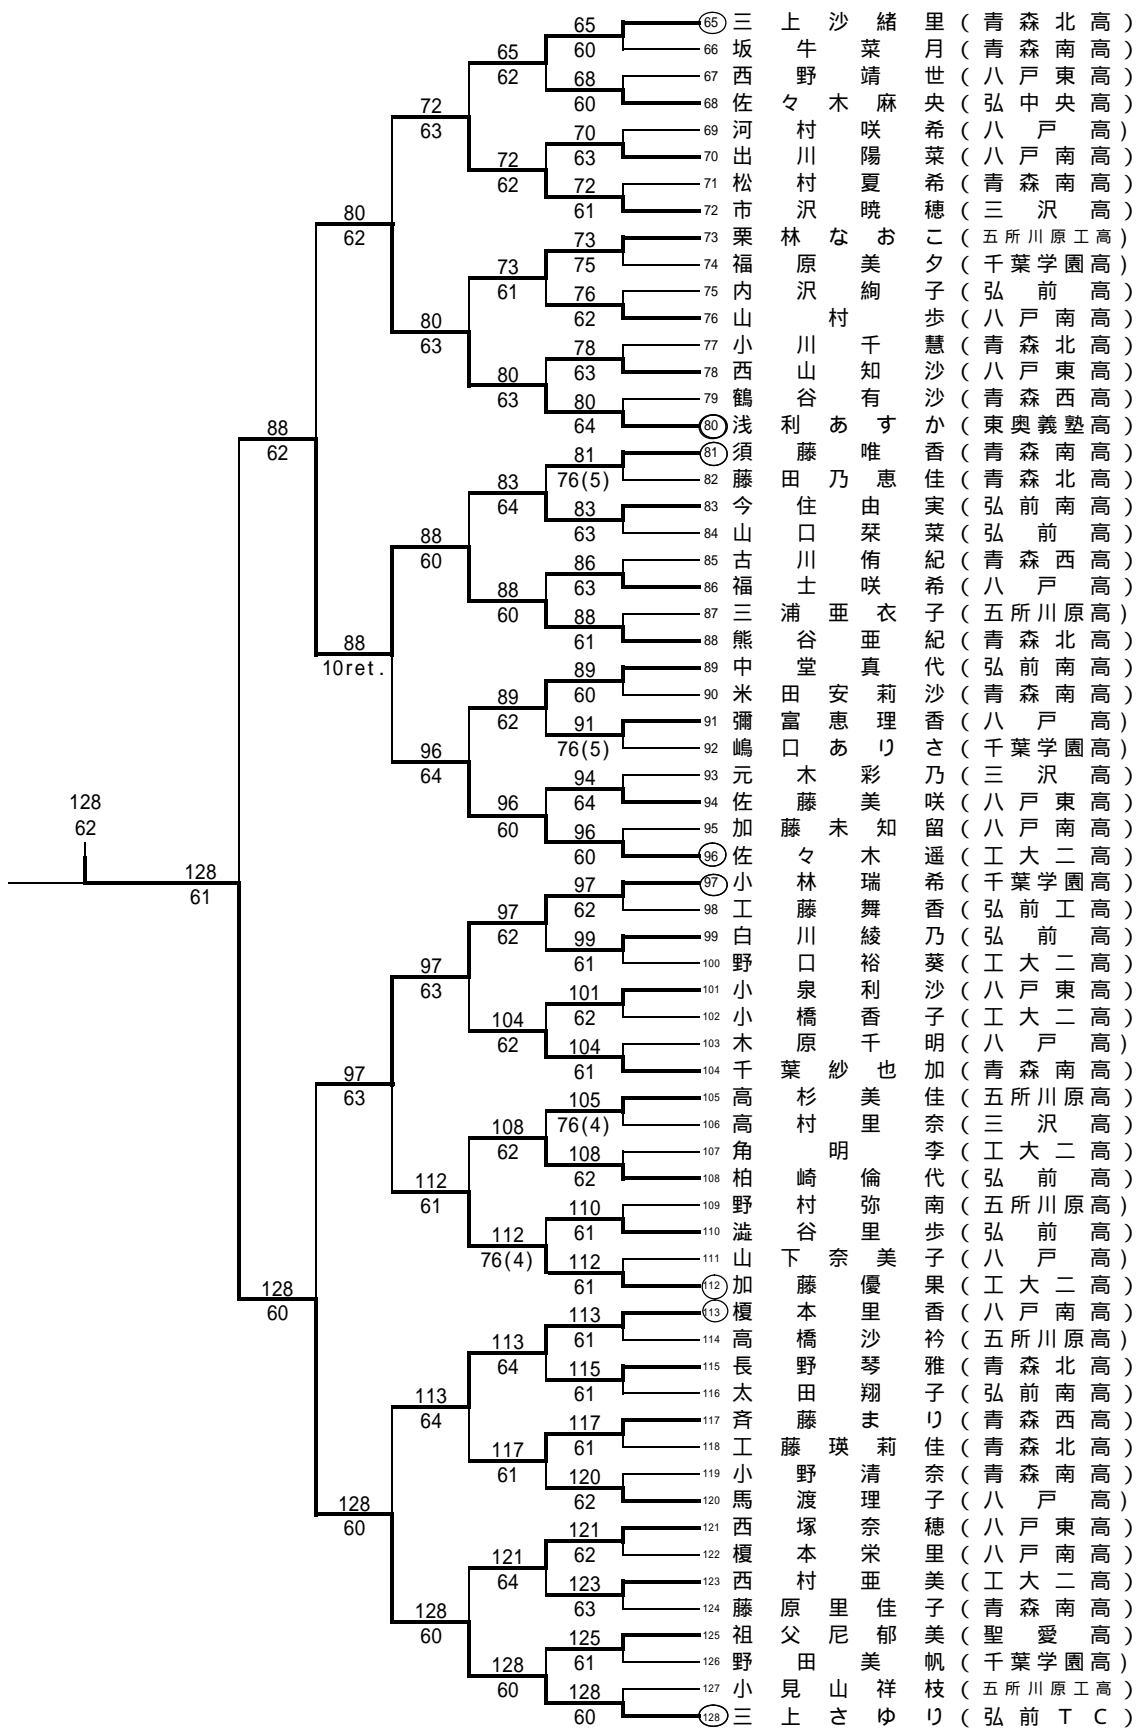 65 三上沙緒里（青森北高）
66 坂牛菜月（青森南高）
67 西野靖世（八戸東高）
68 佐々木麻央（弘中央高）
69 河村咲希（八戸高）
70 出川陽菜（八戸南高）
71 松村夏希（青森南高）
72 市沢暁穂（三沢高）
73 栗林なおこ（五所川原工高）
74 福原美夕（千葉学園高）
75 内沢絢子（弘前高）
76 山村歩（八戸南高）
77 小川千慧（青森北高）
78 西山知沙（八戸東高）
79 鶴谷有沙（青森西高）
80 浅利あすか（東奥義塾高）
81 須藤唯香（青森南高）
82 藤田乃恵佳（青森北高）
83 今住由実（弘前南高）
84 山口栞菜（弘前高）
85 古川侑紀（青森西高）
86 福士咲希（八戸高）
87 三浦亜衣子（五所川原高）
88 熊谷亜紀（青森北高）
89 中堂真代（弘前南高）
90 米田安莉沙（青森南高）
91 彌富恵理香（八戸高）
92 嶋口ありさ（千葉学園高）
93 元木彩乃（三沢高）
94 佐藤美咲（八戸東高）
95 加藤未知留（八戸南高）
96 佐々木遥（工大二高）
97 小林瑞希（千葉学園高）
98 工藤舞香（弘前工高）
99 白川綾乃（弘前高）
100 野口裕葵（工大二高）
101 小泉利沙（八戸東高）
102 小橋香子（工大二高）
103 木原千明（八戸高）
104 千葉紗也加（青森南高）
105 高杉美佳（五所川原高）
106 高村里奈（三沢高）
107 角明李（工大二高）
108 柏崎倫代（弘前高）
109 野村弥南（五所川原高）
110 澁谷里歩（弘前高）
111 山下奈美子（八戸高）
112 加藤優果（工大二高）
113 榎本里香（八戸南高）
114 高橋沙衿（五所川原高）
115 長野琴雅（青森北高）
116 太田翔子（弘前南高）
117 斉藤まり（青森西高）
118 工藤瑛莉佳（青森北高）
119 小野清奈（青森南高）
120 馬渡理子（八戸高）
121 西塚奈穂（八戸東高）
122 榎本栄里（八戸南高）
123 西村亜美（工大二高）
124 藤原里佳子（青森南高）
125 祖父尼郁美（聖愛高）
126 野田美帆（千葉学園高）
127 小見山祥枝（五所川原工高）
128 三上さゆり（弘前TC）
65
60
68
60
70
63
72
61
73
75
76
62
78
63
80
64
81
76(5)
83
63
86
63
88
61
89
60
91
76(5)
94
64
96
60
97
62
99
61
101
62
104
61
105
76(4)
108
62
110
61
112
61
113
61
115
61
117
61
120
62
121
62
123
63
125
61
128
60
65
62
72
62
73
61
80
63
83
64
88
60
89
62
96
60
97
62
104
62
108
62
112
76(4)
113
64
117
61
121
64
128
60
72
63
80
63
88
60
96
64
97
63
112
61
113
64
128
60
80
62
88
10ret.
97
63
128
60
88
62
128
60
128
61
128
62